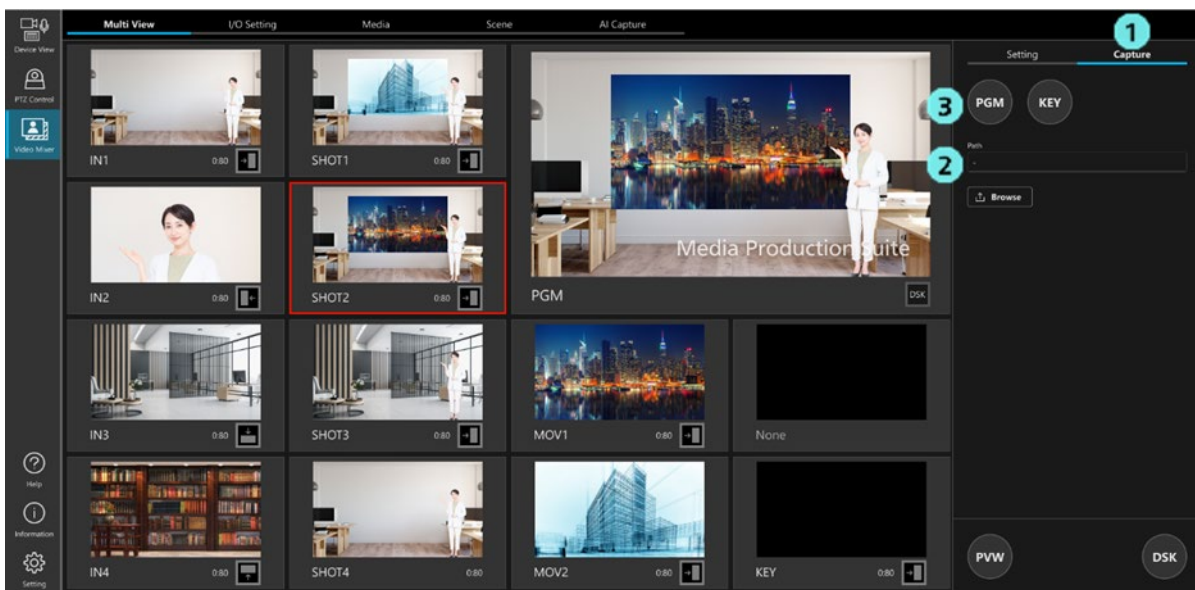 Multi View I/O Setting Media Scene AI Capture
1
Device View
Setting Capture
PTZ Control
3 PGM KEY
Video Mixer
Path
2 -
Browse
IN1 0:80
SHOT1 0:80
Media Production Suite
IN2 0:80
SHOT2 0:80
PGM DSK
IN3 0:80
SHOT3 0:80
MOV1 0:80
None
Help
Information
Setting
IN4 0:80
SHOT4 0:80
MOV2 0:80
KEY 0:80
PVW DSK